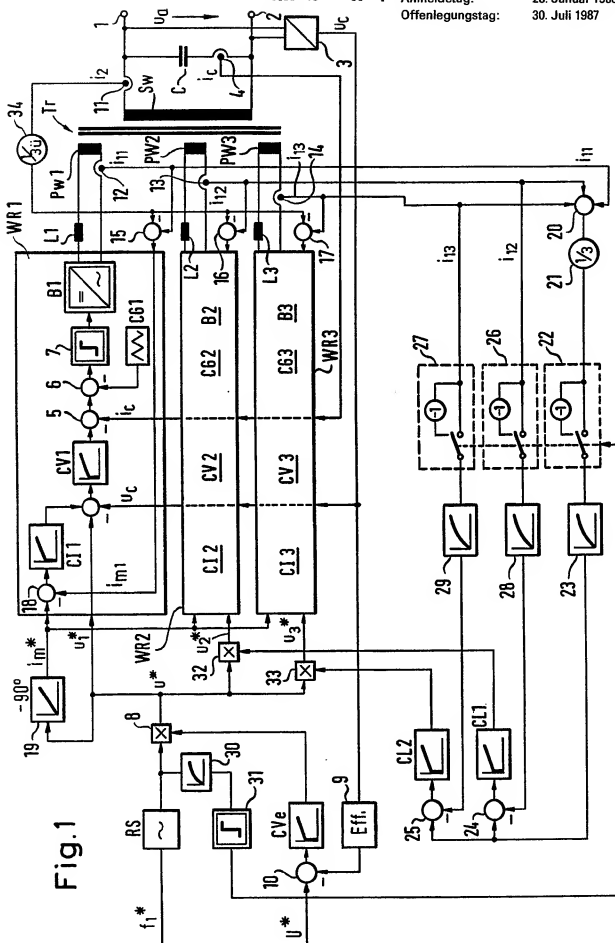 Anmeldetag:
Offenlegungstag: 30. Juli 1987
1
u_a
2
u_C
3
i_2
11
C
i_C
4
Sw
34
1/3ü
Tr
Pw1
PW2
PW3
14
i_13
i_11
12
13
i_12
WR1
L1
15
L2
16
L3
17
20
21
1/3
B1
=
~
CG1
7
6
5
i_C
CV1
u_C
CI1
18
i_m1
B2
CG2
CV2
CI2
B3
CG3
CV3
CI3
WR3
WR2
i_13
i_12
27
26
22
-1
-1
-1
29
28
23
-90°
19
i_m*
u_1*
u_2*
u_3*
32
33
u*
8
30
31
RS
~
CVe
9
Eff.
10
f_1*
U*
CL2
CL1
25
24
Fig.1